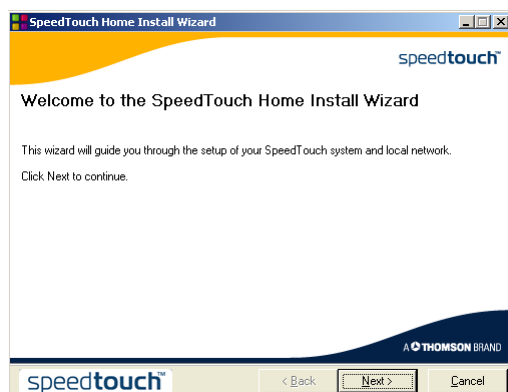 SpeedTouch Home Install Wizard
speedtouch™
Welcome to the SpeedTouch Home Install Wizard
This wizard will guide you through the setup of your SpeedTouch system and local network.
Click Next to continue.
A THOMSON BRAND
speedtouch™
< Back
Next >
Cancel